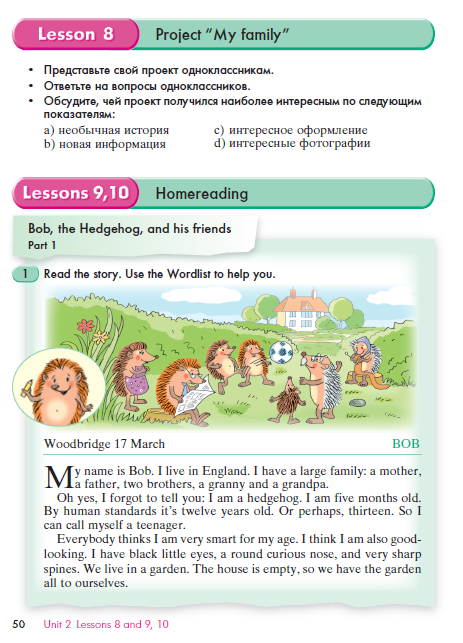 Lesson 8
Project “My family”
• Представьте свой проект одноклассникам.
• Ответьте на вопросы одноклассников.
• Обсудите, чей проект получился наиболее интересным по следующим
показателям:
a) необычная история
b) новая информация
c) интересное оформление
d) интересные фотографии
Lessons 9,10
Homereading
Bob, the Hedgehog, and his friends
Part 1
1 Read the story. Use the Wordlist to help you.
Woodbridge 17 March
BOB
My name is Bob. I live in England. I have a large family: a mother,
a father, two brothers, a granny and a grandpa.
Oh yes, I forgot to tell you: I am a hedgehog. I am five months old.
By human standards it’s twelve years old. Or perhaps, thirteen. So I
can call myself a teenager.
Everybody thinks I am very smart for my age. I think I am also good-
looking. I have black little eyes, a round curious nose, and very sharp
spines. We live in a garden. The house is empty, so we have the garden
all to ourselves.
50 Unit 2 Lessons 8 and 9, 10